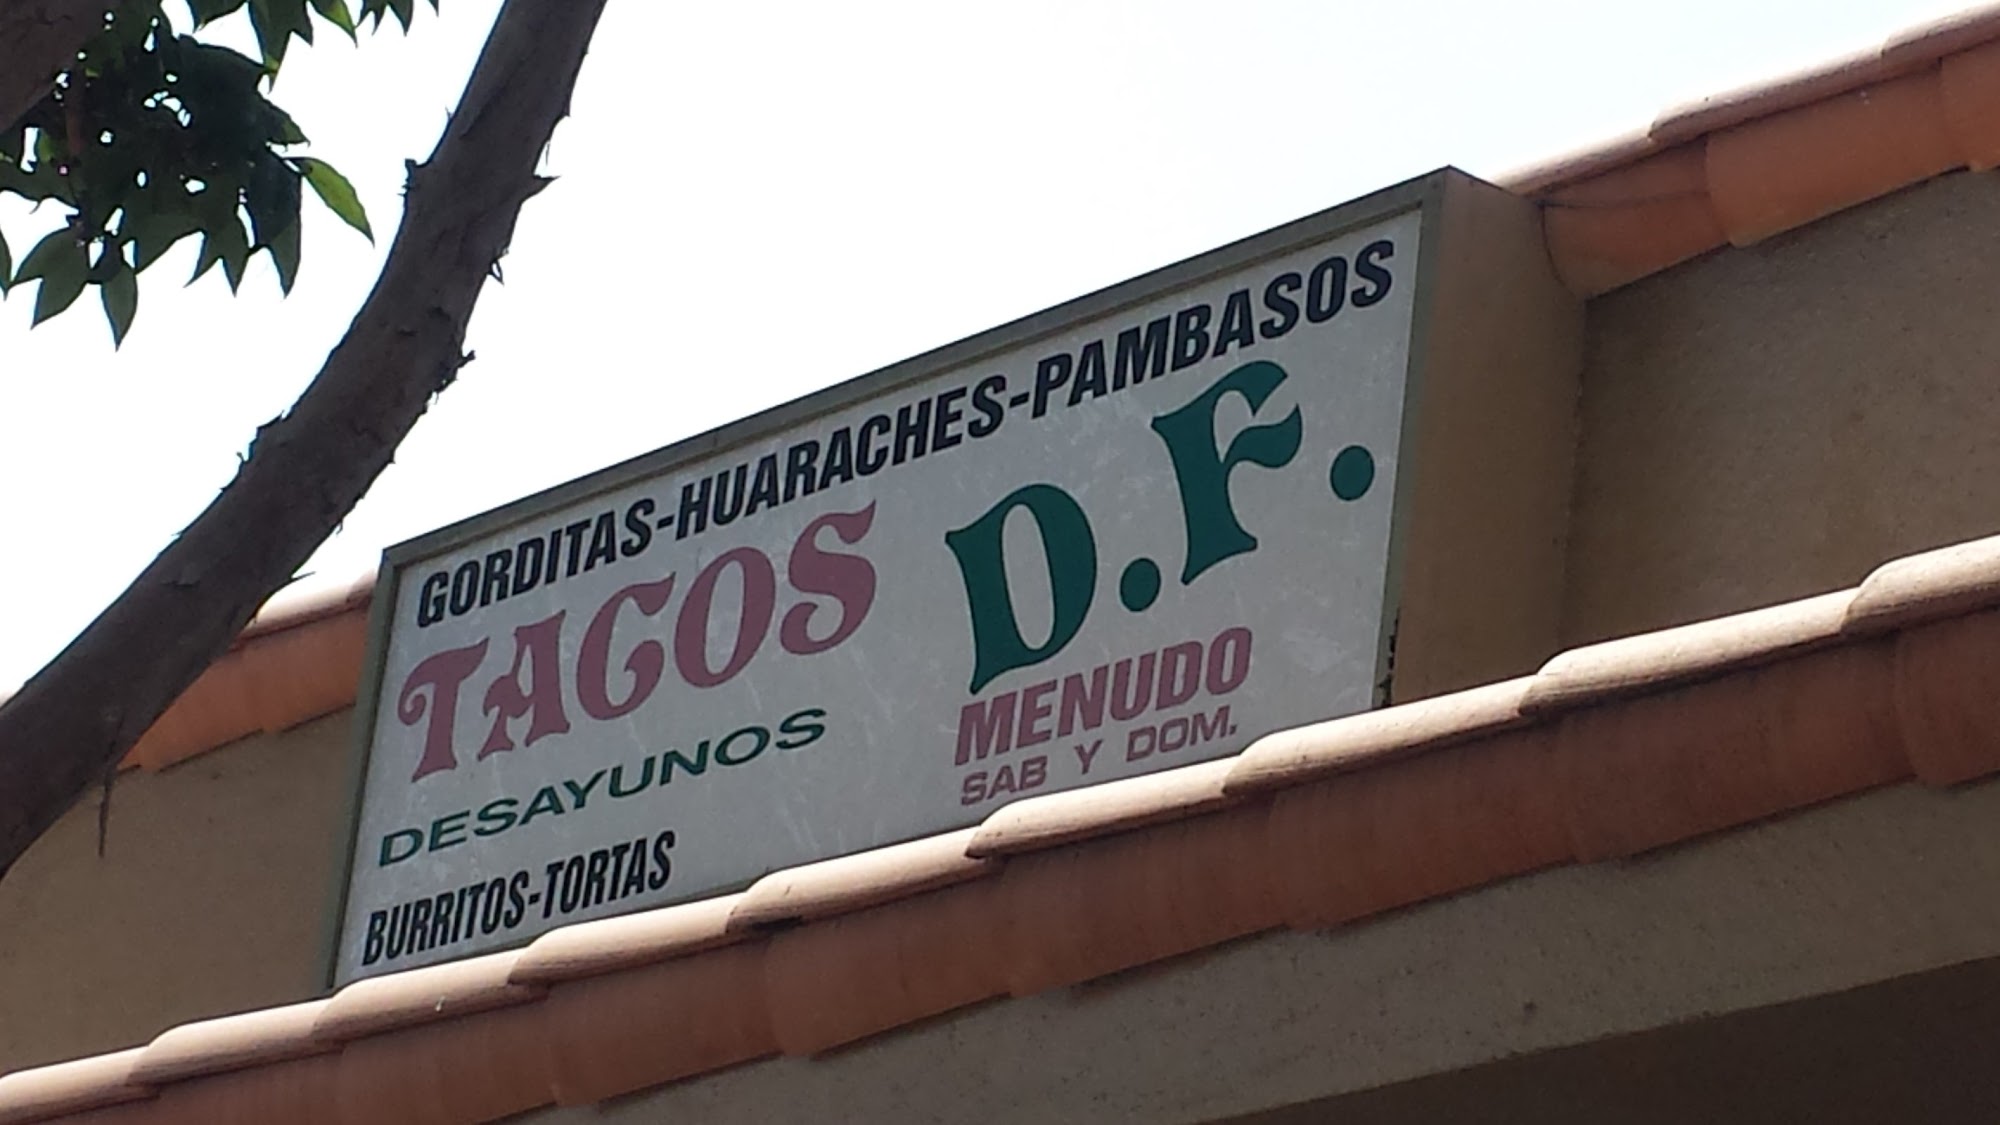 GORDITAS-HUARACHES-PAMBASOS
TACOS D.F.
DESAYUNOS
MENUDO
SAB Y DOM.
BURRITOS-TORTAS